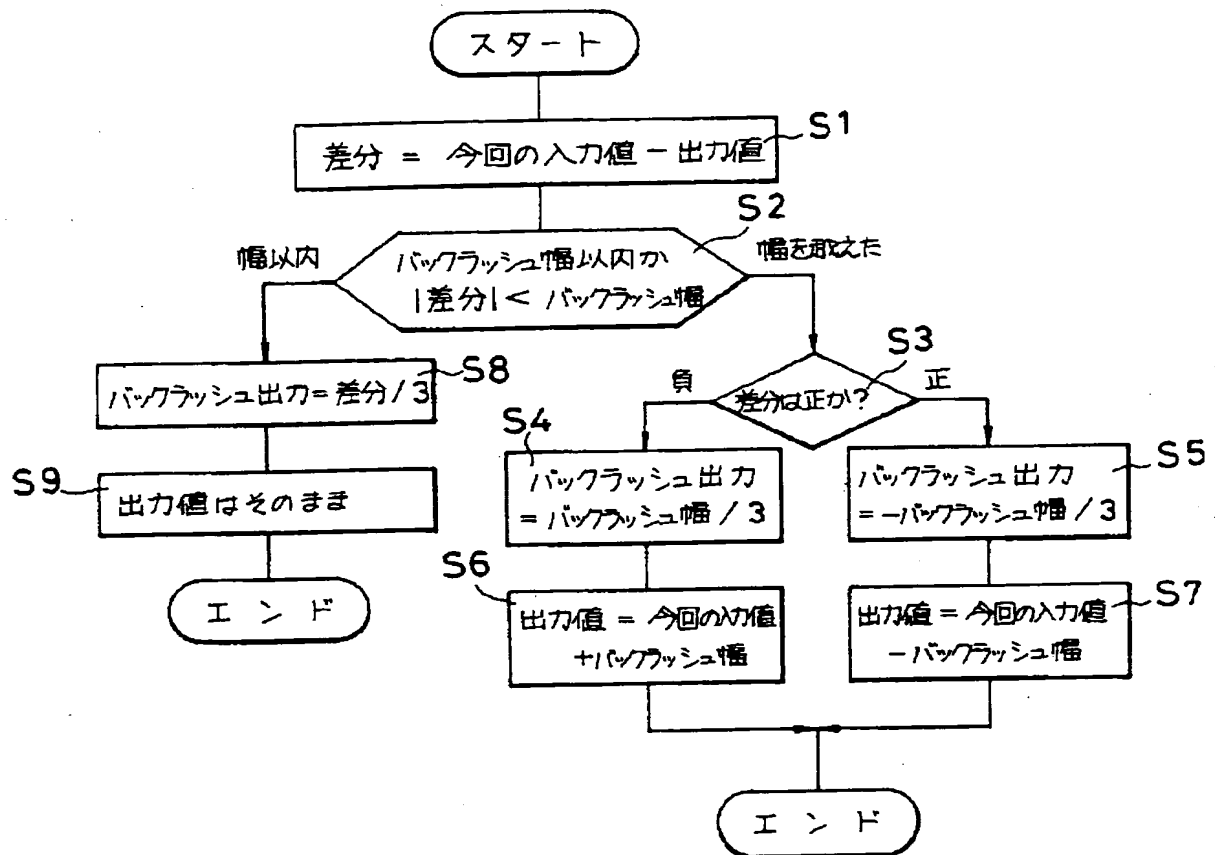 スタート
差分 = 今回の入力値 - 出力値
S1
S2
バックラッシュ幅以内か
|差分| < バックラッシュ幅
幅以内
幅を敢えた
バックラッシュ出力=差分/3
S8
S9
出力値はそのまま
エンド
S3
差分は正か?
負
正
S4
バックラッシュ出力
=バックラッシュ幅/3
S5
バックラッシュ出力
=-バックラッシュ幅/3
S6
出力値 = 今回の入力値
+バックラッシュ幅
S7
出力値 = 今回の入力値
-バックラッシュ幅
エンド